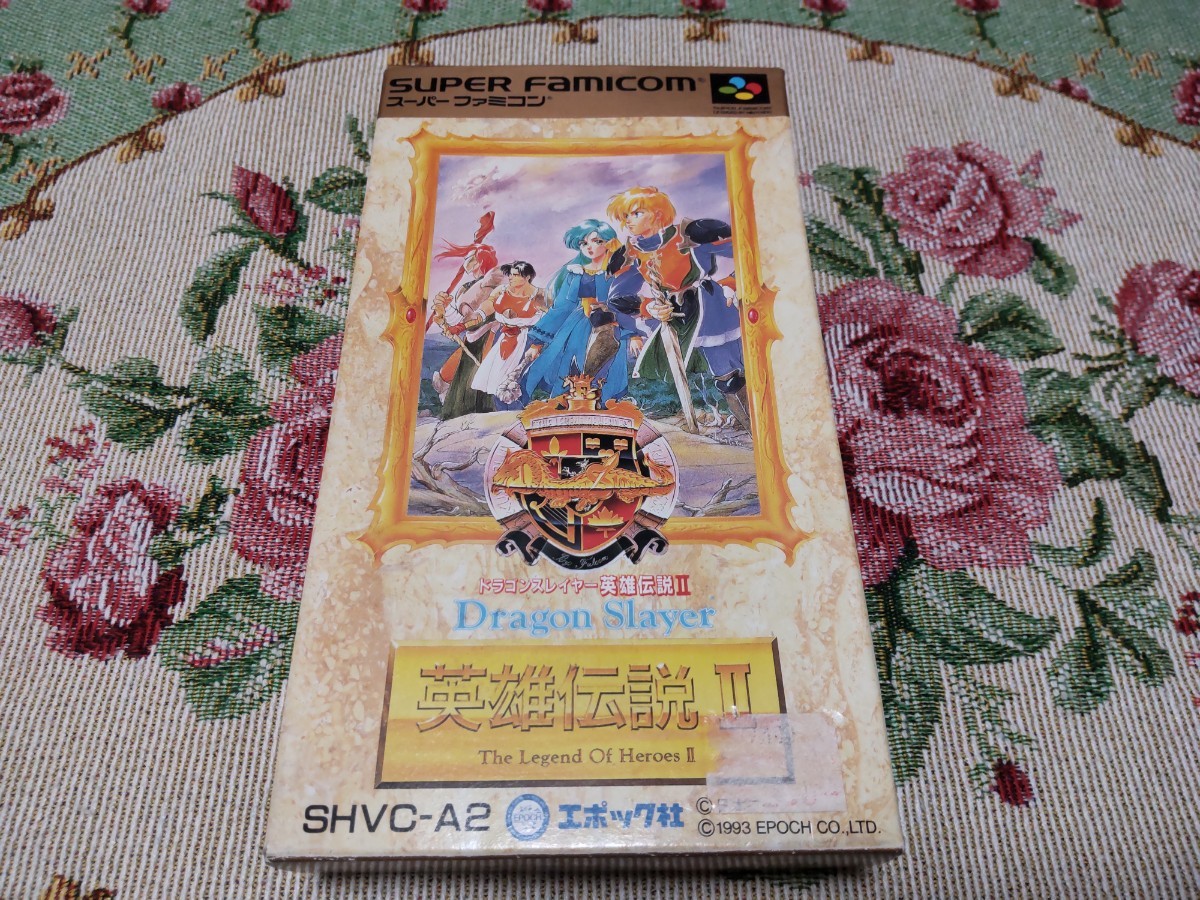 SUPER FAMICOM®
スーパー ファミコン®
ドラゴンスレイヤー英雄伝説II
Dragon Slayer
英雄伝説 II
The Legend Of Heroes II
SHVC-A2
EPOCH
エポック社
©
©1993 EPOCH CO.,LTD.